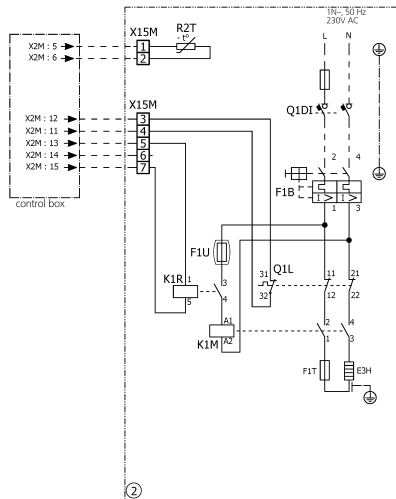 1N~, 50 Hz
230V AC
L N
X15M
R2T
- t°
X2M : 5
1
X2M : 6
2
Q1DI
X15M
X2M : 12
3
X2M : 11
4
X2M : 13
5
X2M : 14
6
X2M : 15
7
control box
2 4
F1B
I > I >
1 3
F1U
Q1L
31
32
11
12
21
22
K1R
1
5
3
4
K1M
A1
A2
2
1
4
3
F1T
E3H
2